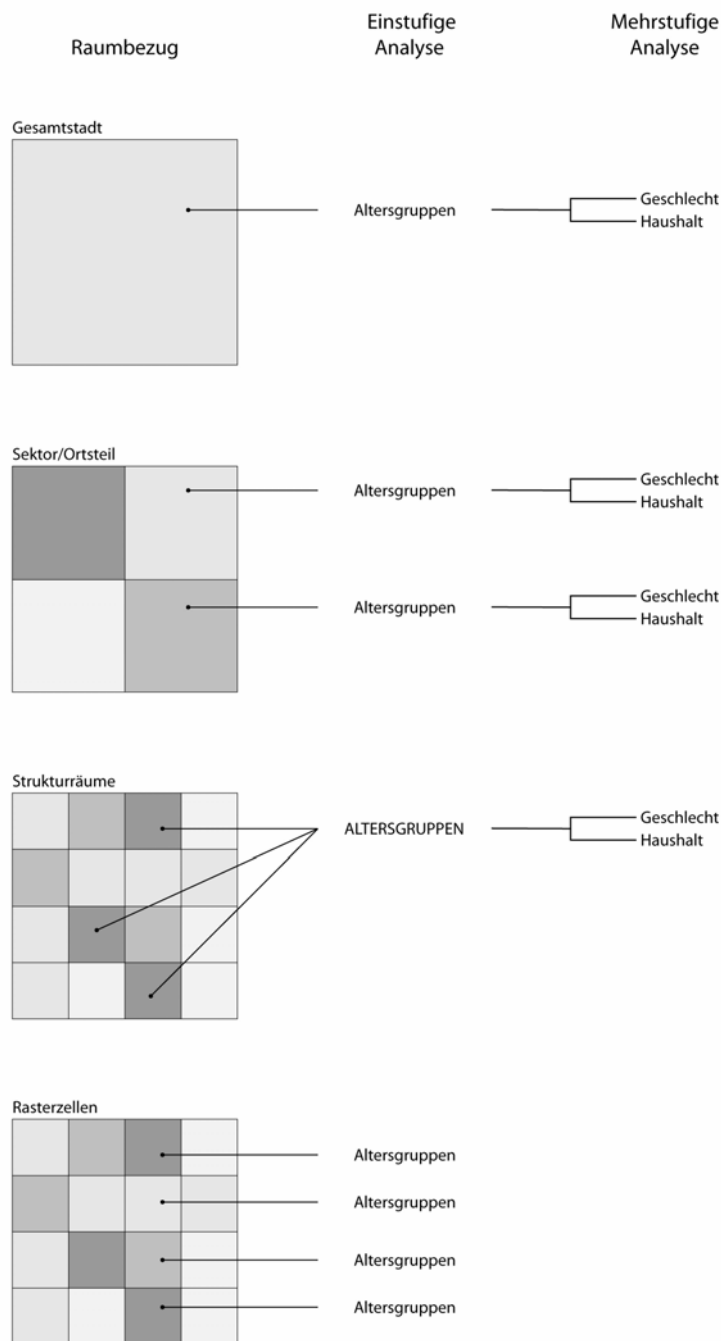 Raumbezug
Einstufige
Analyse
Mehrstufige
Analyse
Gesamtstadt
Altersgruppen
Geschlecht
Haushalt
Sektor/Ortsteil
Altersgruppen
Geschlecht
Haushalt
Altersgruppen
Geschlecht
Haushalt
Strukturräume
ALTERSGRUPPEN
Geschlecht
Haushalt
Rasterzellen
Altersgruppen
Altersgruppen
Altersgruppen
Altersgruppen